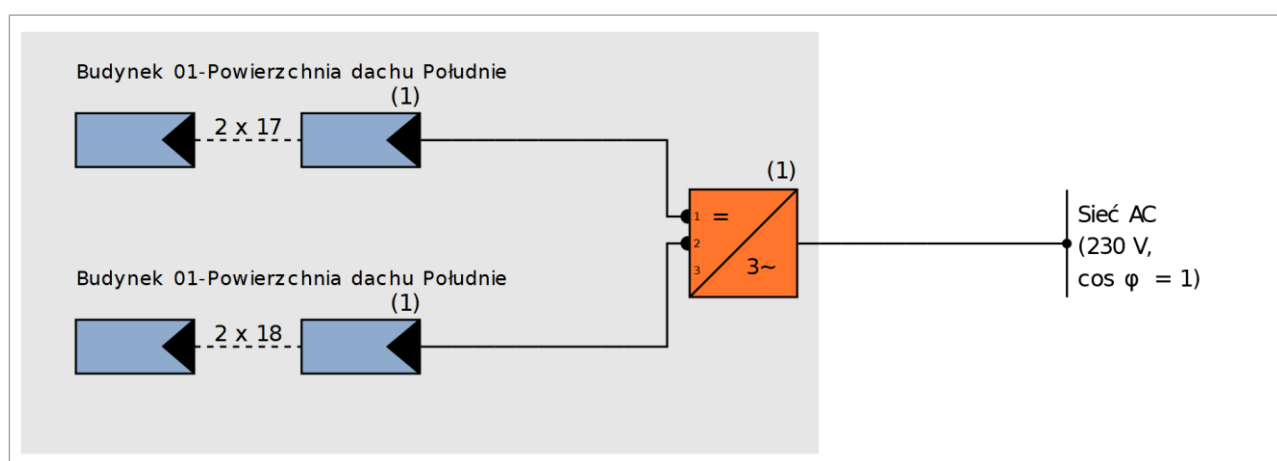 Budynek 01-Powierzchnia dachu Południe
(1)
2 x 17
(1)
1 =
2
3 3~
Sieć AC
(230 V,
cos φ = 1)
Budynek 01-Powierzchnia dachu Południe
(1)
2 x 18